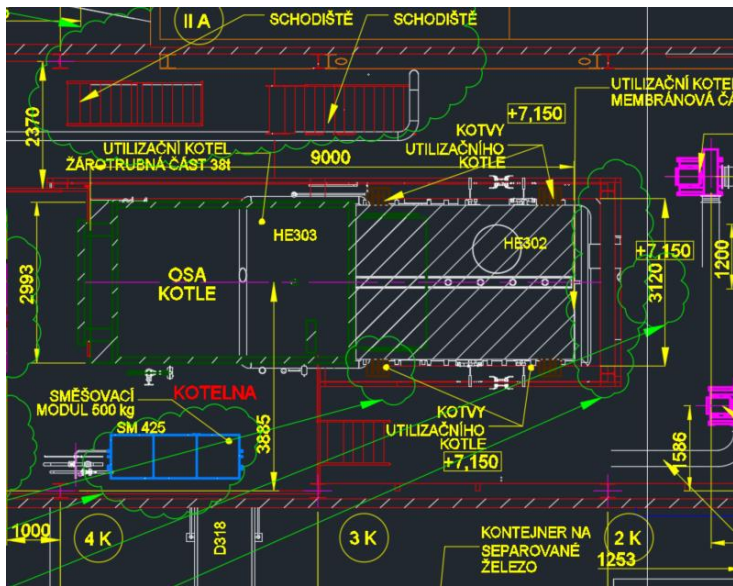 II A
SCHODIŠTĚ
SCHODIŠTĚ
UTILIZAČNÍ KOTEL
MEMBRÁNOVÁ ČÁ
+7,150
KOTVY
UTILIZAČNÍHO
KOTLE
2370
UTILIZAČNÍ KOTEL
ŽÁROTRUBNÁ ČÁST 38t
9000
HE303
HE302
+7,150
1200
2993
OSA
KOTLE
3120
KOTELNA
SMĚŠOVACÍ
MODUL 500 kg
SM 425
3885
KOTVY
UTILIZAČNÍHO
KOTLE
+7,150
1586
1000
4 K
D318
3 K
KONTEJNER NA
SEPAROVANÉ
ŽELEZO
2 K
1253